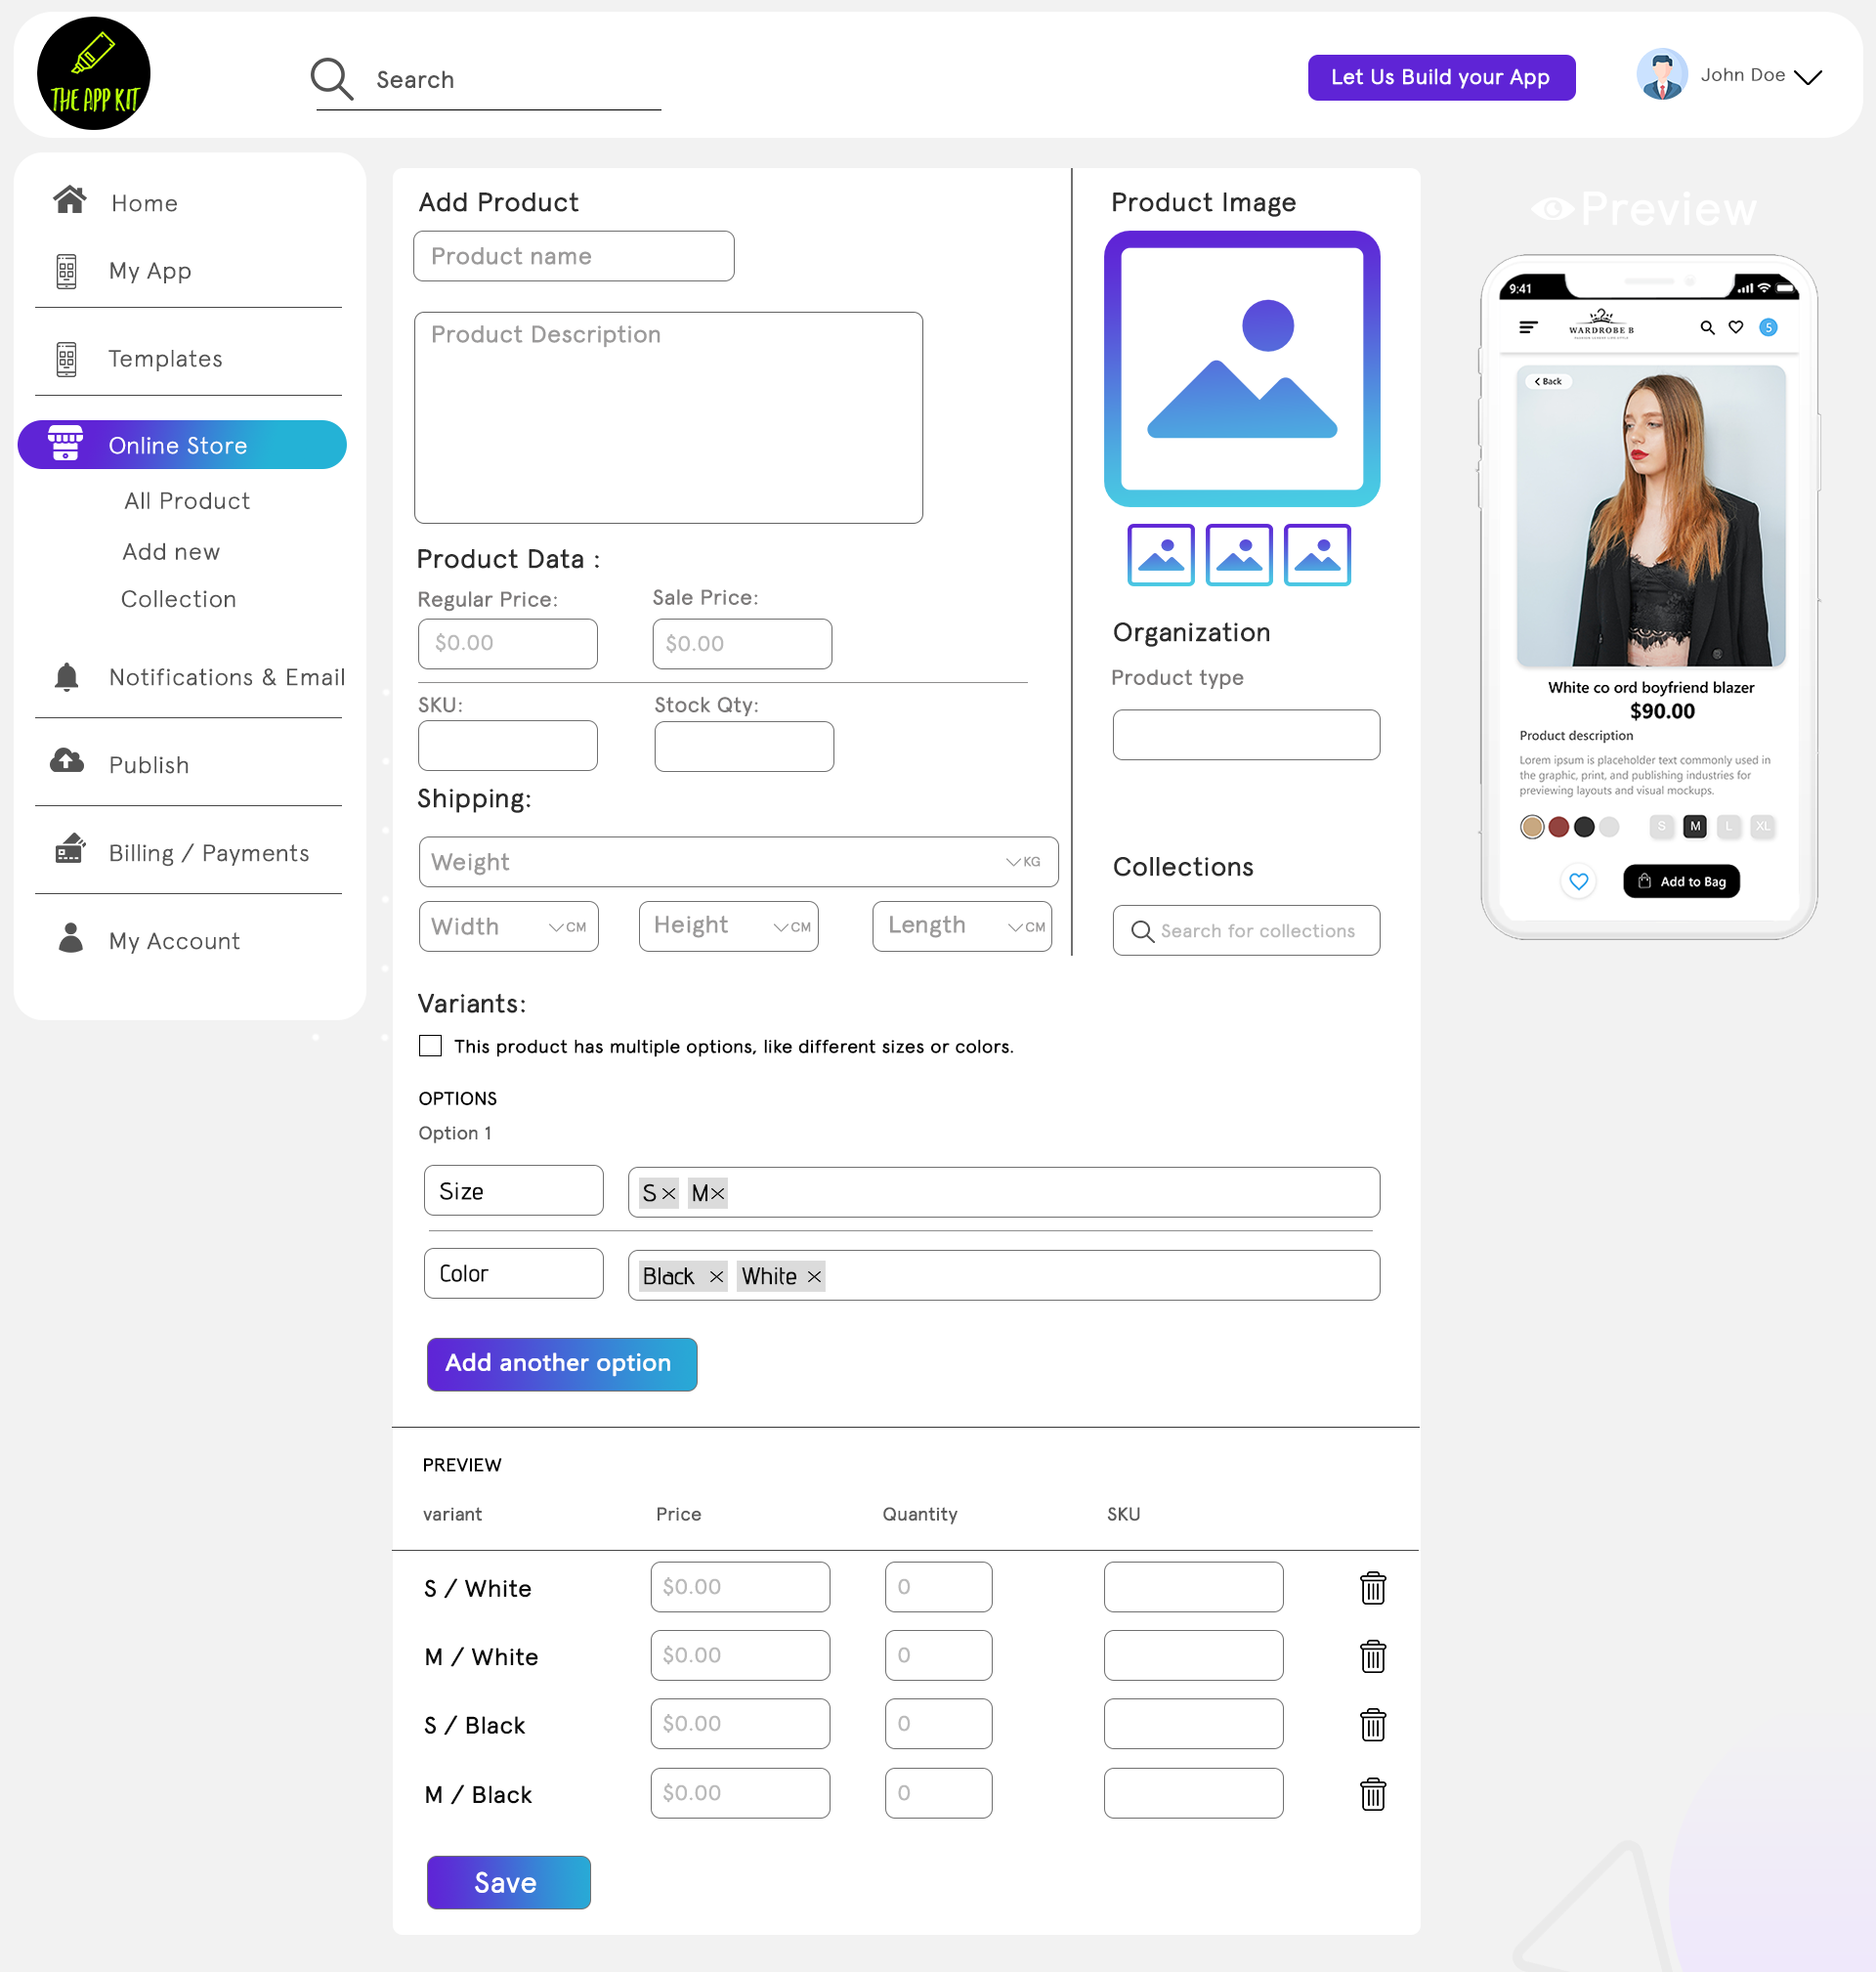 THE APP KIT
Search
Let Us Build your App
John Doe
Home
My App
Templates
Online Store
All Product
Add new
Collection
Notifications & Email
Publish
Billing / Payments
My Account
Add Product
Product name
Product Description
Product Data :
Regular Price:
Sale Price:
$0.00
$0.00
SKU:
Stock Qty:
Shipping:
Weight
KG
Width
CM
Height
CM
Length
CM
Product Image
Organization
Product type
Collections
Search for collections
Variants:
This product has multiple options, like different sizes or colors.
OPTIONS
Option 1
Size
S
M
Color
Black
White
Add another option
PREVIEW
variant Price Quantity SKU
S / White $0.00 0
M / White $0.00 0
S / Black $0.00 0
M / Black $0.00 0
Save
Preview
9:41
WARDROBE B
5
Back
White co ord boyfriend blazer
$90.00
Product description
Lorem ipsum is placeholder text commonly used in
the graphic, print, and publishing industries for
previewing layouts and visual mockups.
S M L XL
Add to Bag